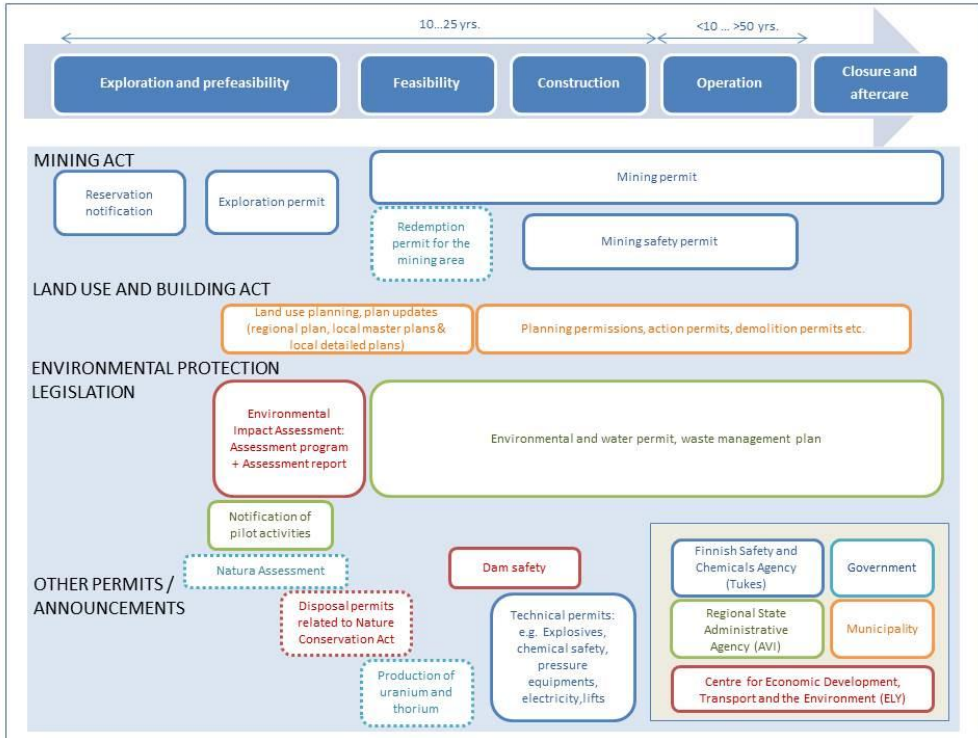 10...25 yrs.
<10 ... >50 yrs.
Exploration and prefeasibility
Feasibility
Construction
Operation
Closure and
aftercare
MINING ACT
Reservation
notification
Exploration permit
Mining permit
Redemption
permit for the
mining area
Mining safety permit
LAND USE AND BUILDING ACT
Land use planning, plan updates
(regional plan, local master plans &
local detailed plans)
Planning permissions, action permits, demolition permits etc.
ENVIRONMENTAL PROTECTION
LEGISLATION
Environmental
Impact Assessment:
Assessment program
+ Assessment report
Environmental and water permit, waste management plan
Notification of
pilot activities
Natura Assessment
OTHER PERMITS /
ANNOUNCEMENTS
Disposal permits
related to Nature
Conservation Act
Production of
uranium and
thorium
Dam safety
Technical permits:
e.g. Explosives,
chemical safety,
pressure
equipments,
electricity,lifts
Finnish Safety and
Chemicals Agency
(Tukes)
Government
Regional State
Administrative
Agency (AVI)
Municipality
Centre for Economic Development,
Transport and the Environment (ELY)